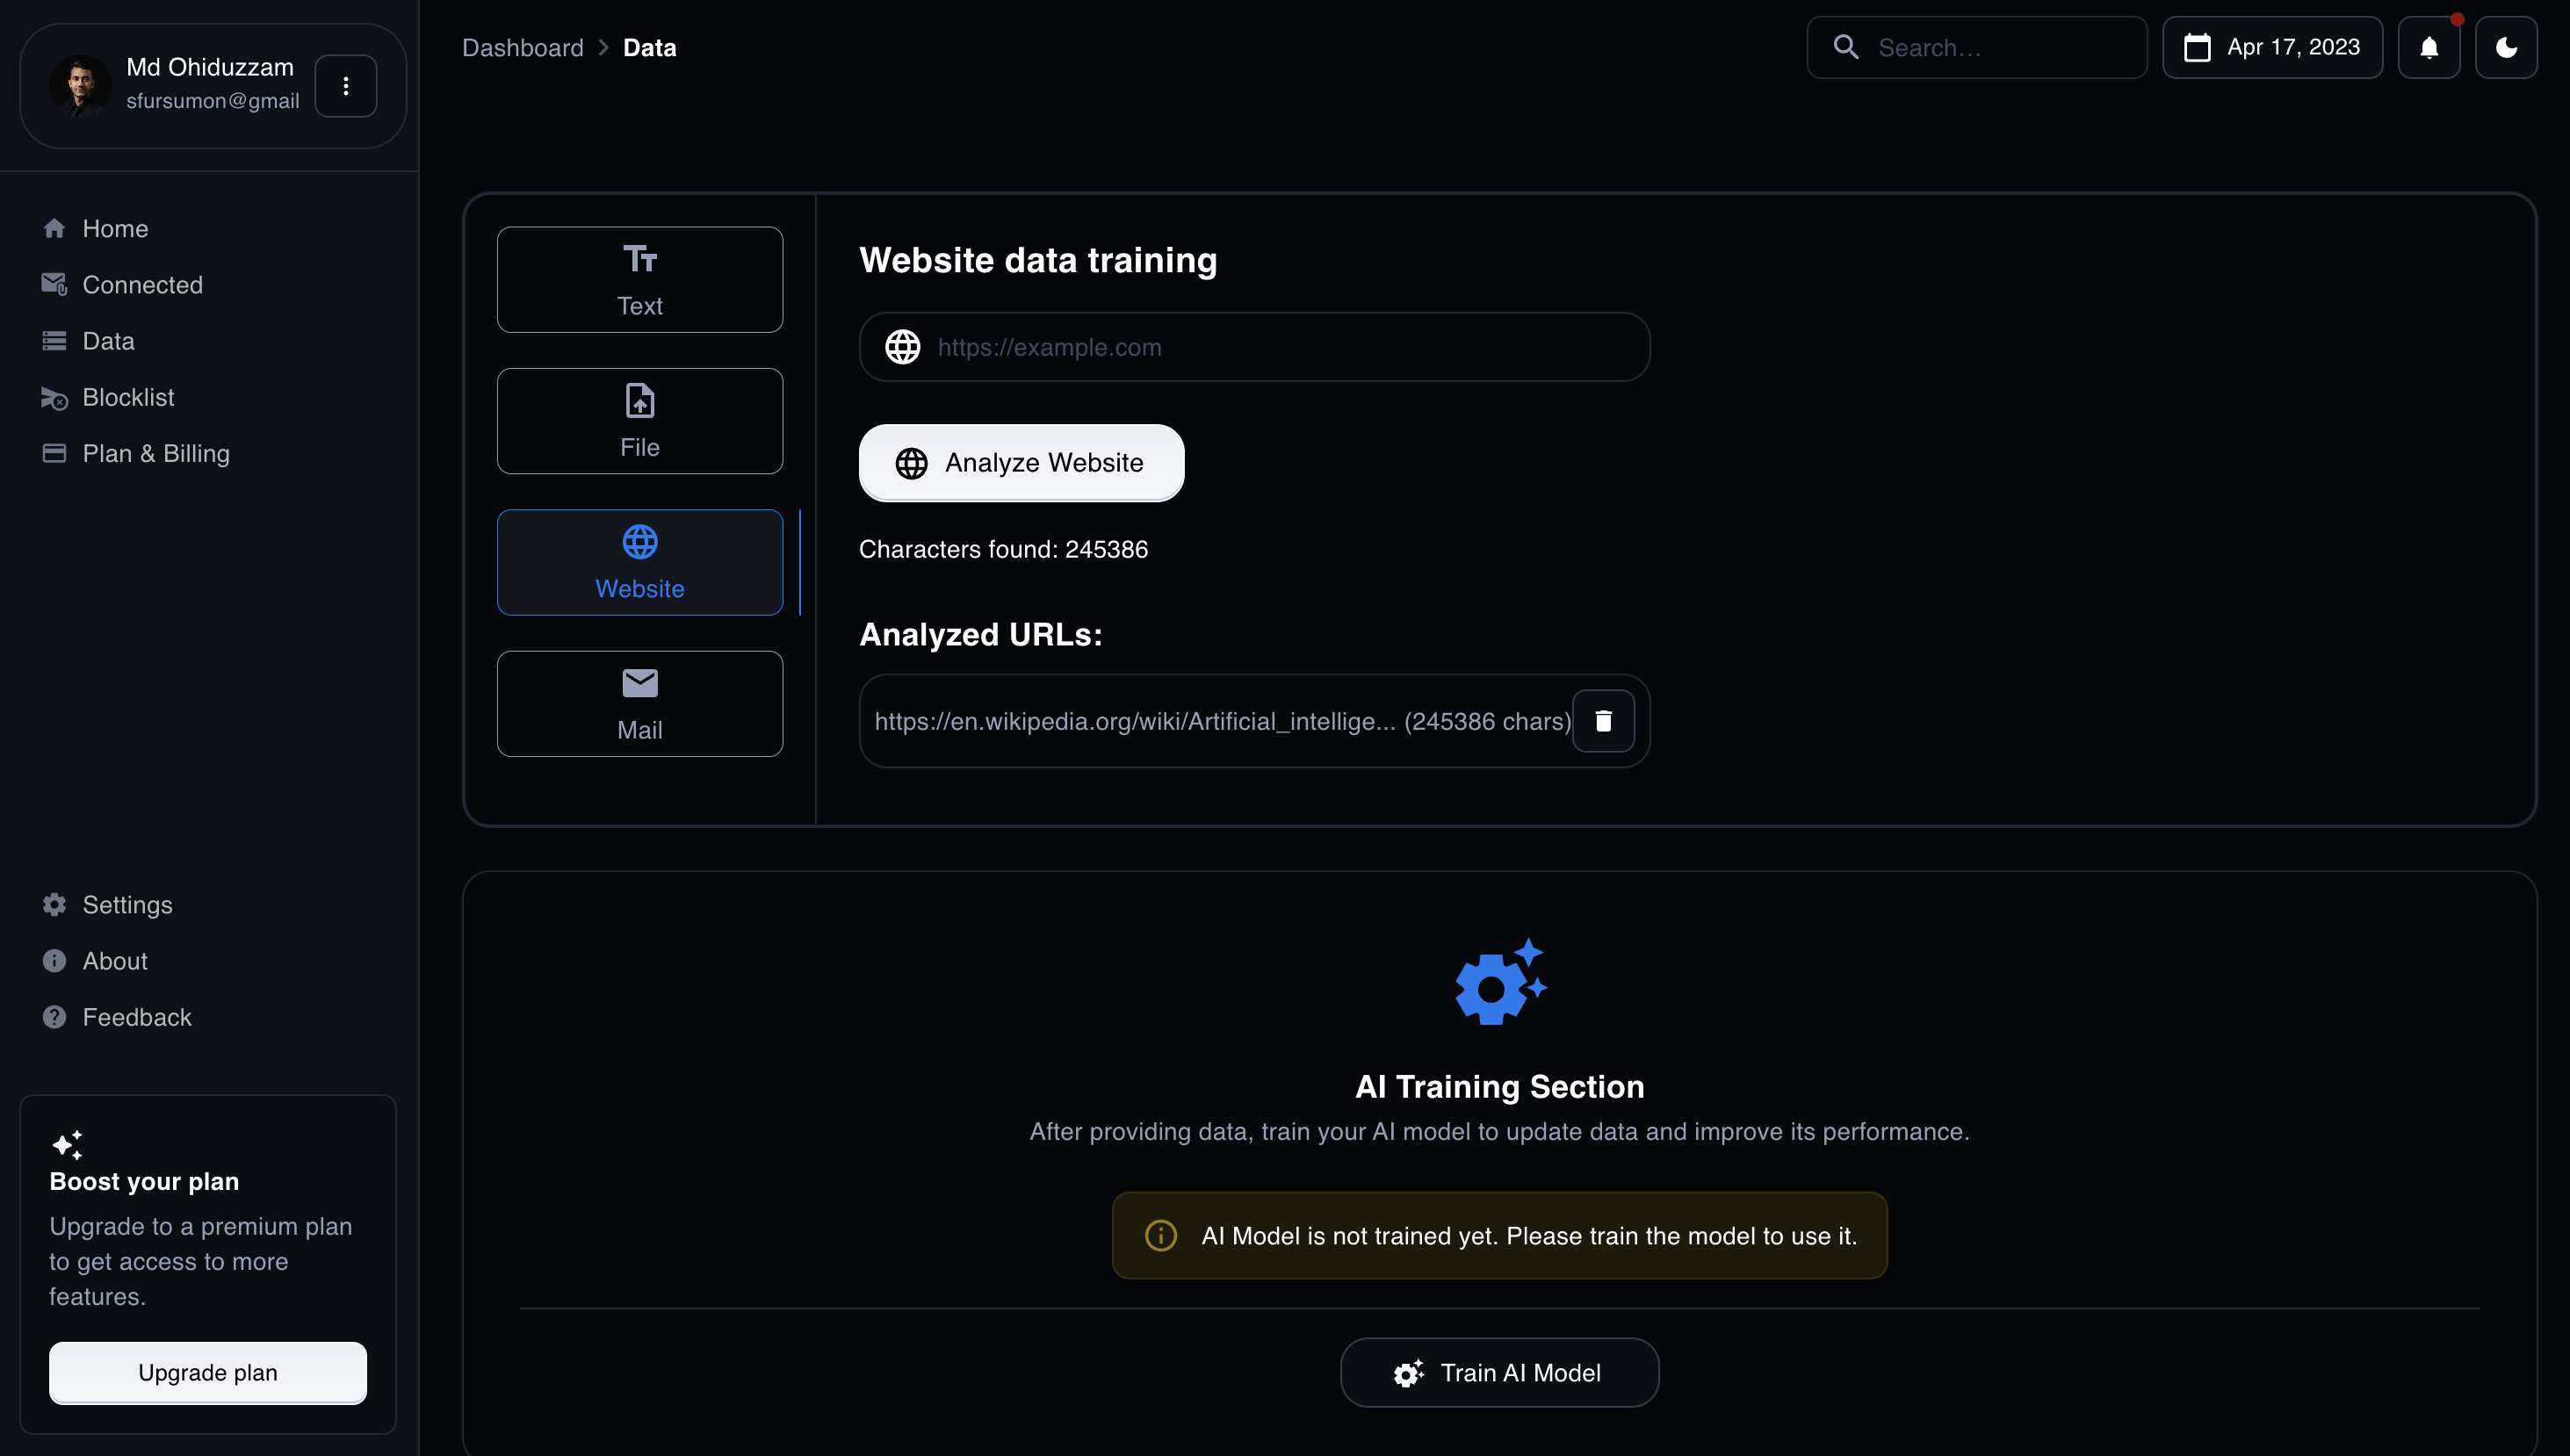 Md Ohiduzzam
sfursumon@gmail
Home
Connected
Data
Blocklist
Plan & Billing
Settings
About
Feedback
Boost your plan
Upgrade to a premium plan
to get access to more
features.
Upgrade plan
Dashboard > Data
Search…
Apr 17, 2023
Text
File
Website
Mail
Website data training
https://example.com
Analyze Website
Characters found: 245386
Analyzed URLs:
https://en.wikipedia.org/wiki/Artificial_intellige... (245386 chars)
AI Training Section
After providing data, train your AI model to update data and improve its performance.
AI Model is not trained yet. Please train the model to use it.
Train AI Model